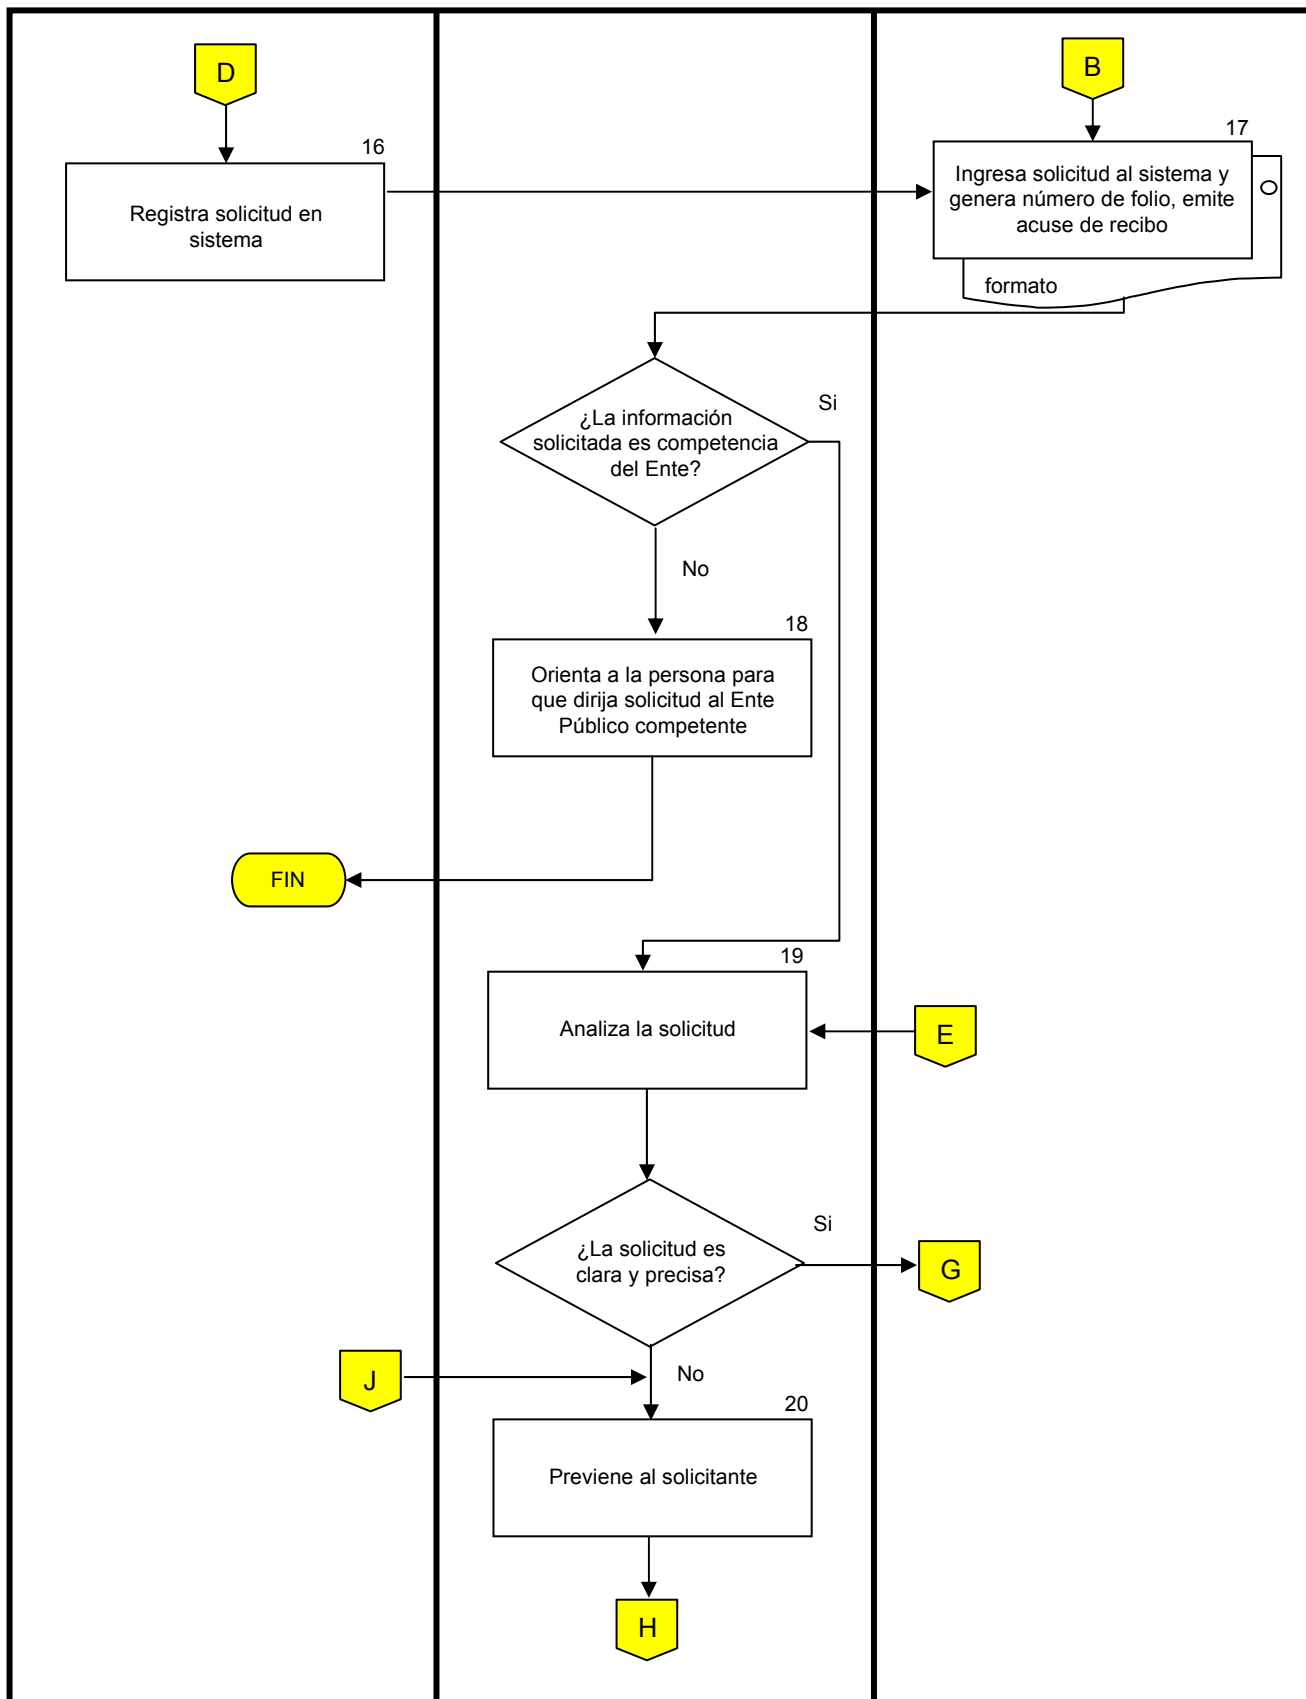 D
B
16
17
Registra solicitud en
sistema
Ingresa solicitud al sistema y
genera número de folio, emite
acuse de recibo
O
formato
¿La información
solicitada es competencia
del Ente?
Si
No
18
Orienta a la persona para
que dirija solicitud al Ente
Público competente
FIN
19
Analiza la solicitud
E
¿La solicitud es
clara y precisa?
Si
G
J
No
20
Previene al solicitante
H